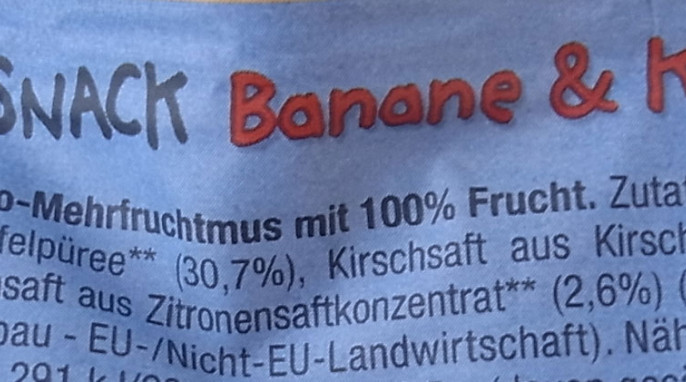 SNACK Banane & K
o-Mehrfruchtmus mit 100% Frucht. Zuta
felpüree** (30,7%), Kirschsaft aus Kirsch
saft aus Zitronensaftkonzentrat** (2,6%) (
bau - EU-/Nicht-EU-Landwirtschaft). Näh
291